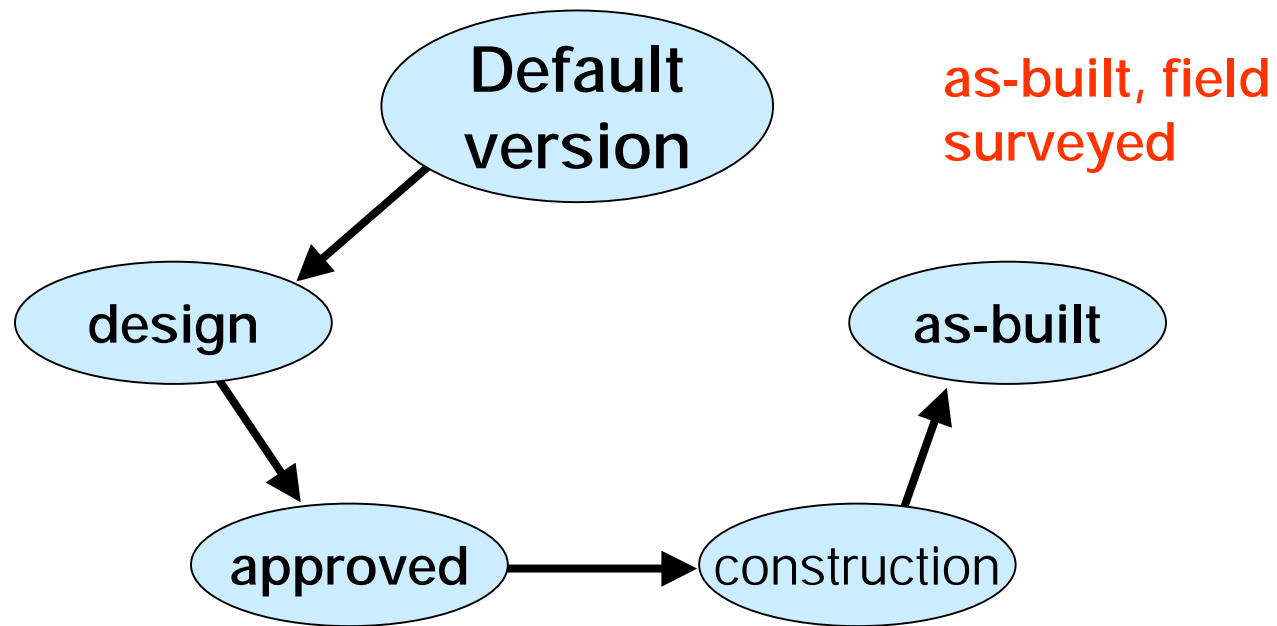 Default
version
as-built, field
surveyed
design
as-built
approved
construction